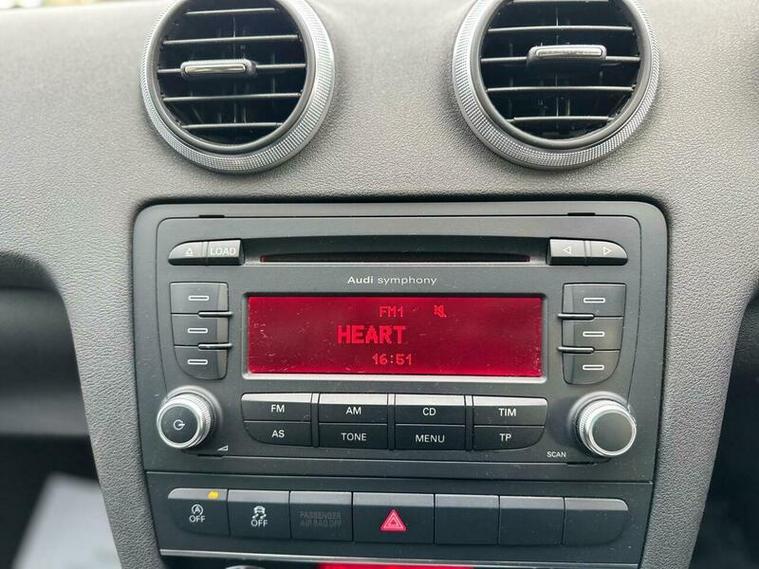 LOAD
Audi symphony
FM1
HEART
16:51
FM AM CD TIM
AS TONE MENU TP
SCAN
OFF OFF PASSENGER
AIR BAG OFF